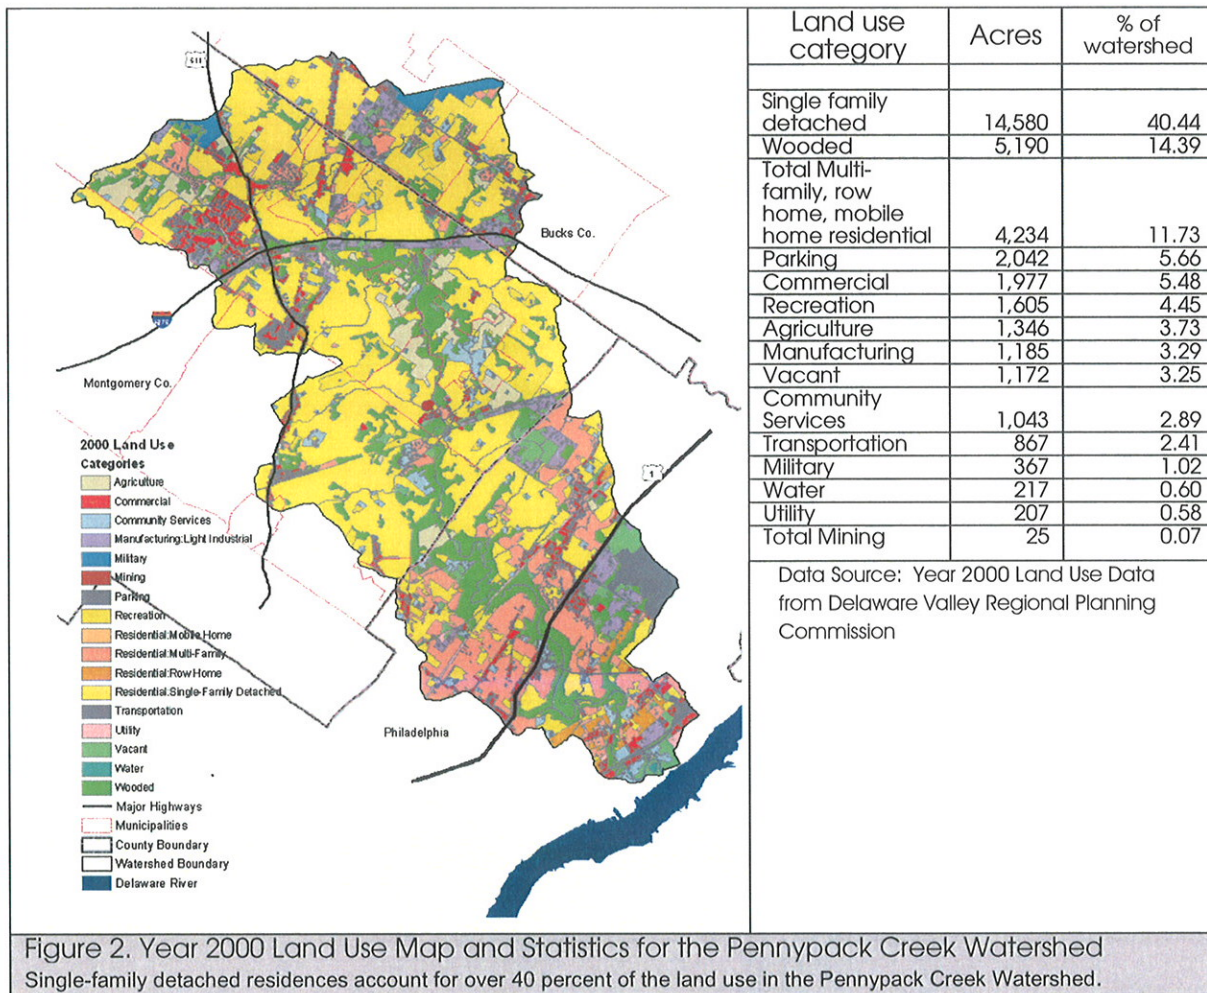 611
Bucks Co.
I-276
Montgomery Co.
1
Philadelphia
2000 Land Use
Categories
Agriculture
Commercial
Community Services
Manufacturing:Light Industrial
Military
Mining
Parking
Recreation
Residential:Mobile Home
Residential:Multi-Family
Residential:Row Home
Residential:Single-Family Detached
Transportation
Utility
Vacant
Water
Wooded
Major Highways
Municipalities
County Boundary
Watershed Boundary
Delaware River
Land use Acres % of
category watershed
Single family
detached 14,580 40.44
Wooded 5,190 14.39
Total Multi-
family, row
home, mobile
home residential 4,234 11.73
Parking 2,042 5.66
Commercial 1,977 5.48
Recreation 1,605 4.45
Agriculture 1,346 3.73
Manufacturing 1,185 3.29
Vacant 1,172 3.25
Community
Services 1,043 2.89
Transportation 867 2.41
Military 367 1.02
Water 217 0.60
Utility 207 0.58
Total Mining 25 0.07
Data Source: Year 2000 Land Use Data
from Delaware Valley Regional Planning
Commission
Figure 2. Year 2000 Land Use Map and Statistics for the Pennypack Creek Watershed
Single-family detached residences account for over 40 percent of the land use in the Pennypack Creek Watershed.